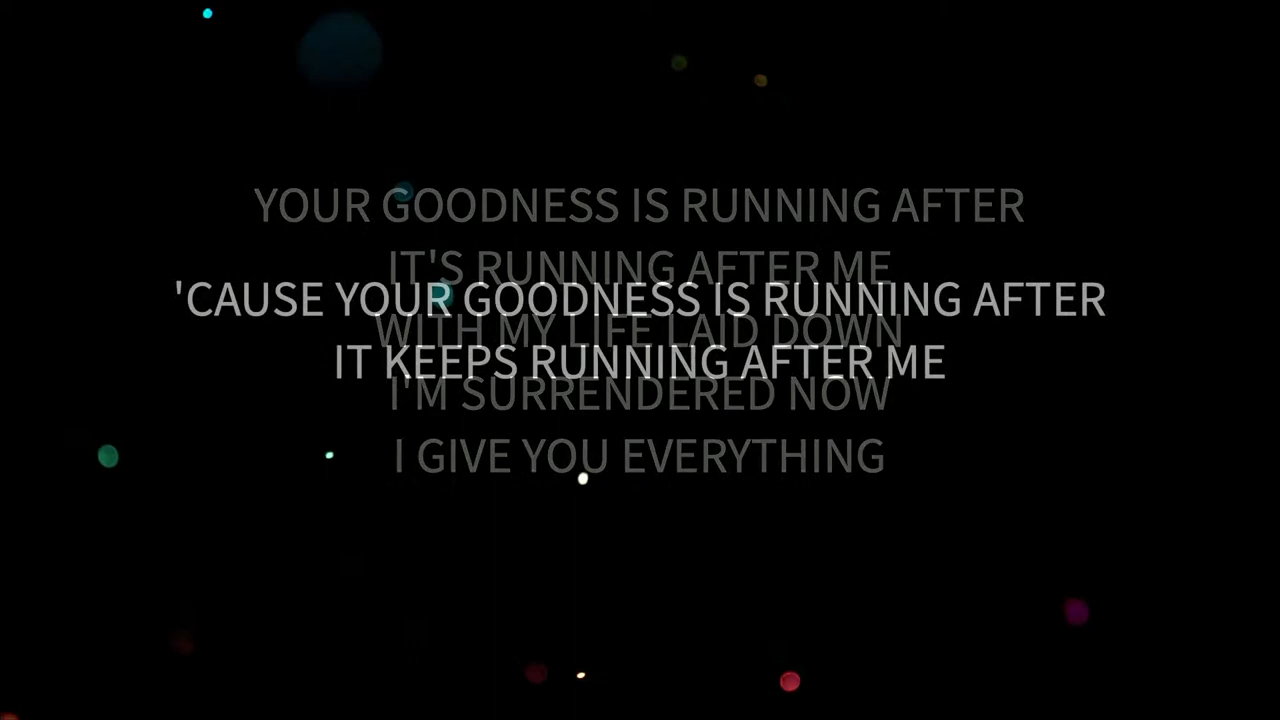 YOUR GOODNESS IS RUNNING AFTER
IT'S RUNNING AFTER ME
'CAUSE YOUR GOODNESS IS RUNNING AFTER
WITH MY LIFE LAID DOWN
IT KEEPS RUNNING AFTER ME
I'M SURRENDERED NOW
I GIVE YOU EVERYTHING